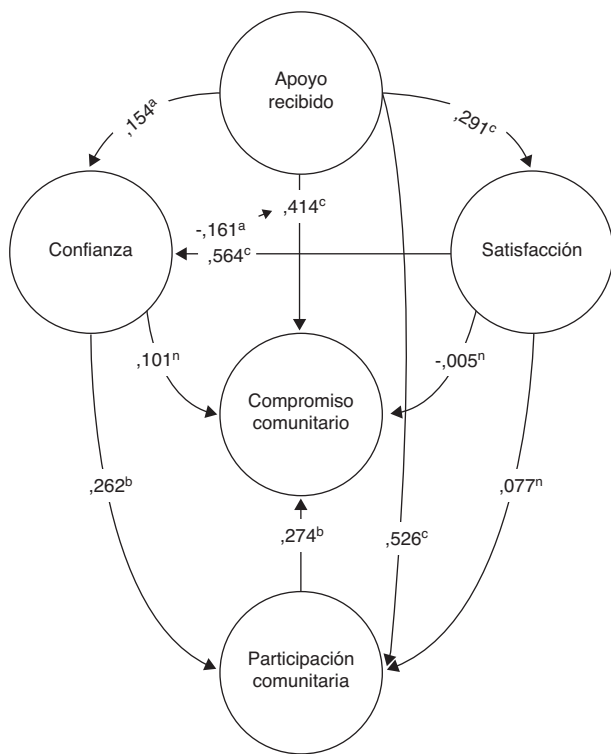 Apoyo
recibido
,154ᵃ
,291ᶜ
,414ᶜ
-,161ᵃ
,564ᶜ
Confianza
Satisfacción
,101ⁿ
-,005ⁿ
Compromiso
comunitario
,262ᵇ
,077ⁿ
,274ᵇ
,526ᶜ
Participación
comunitaria